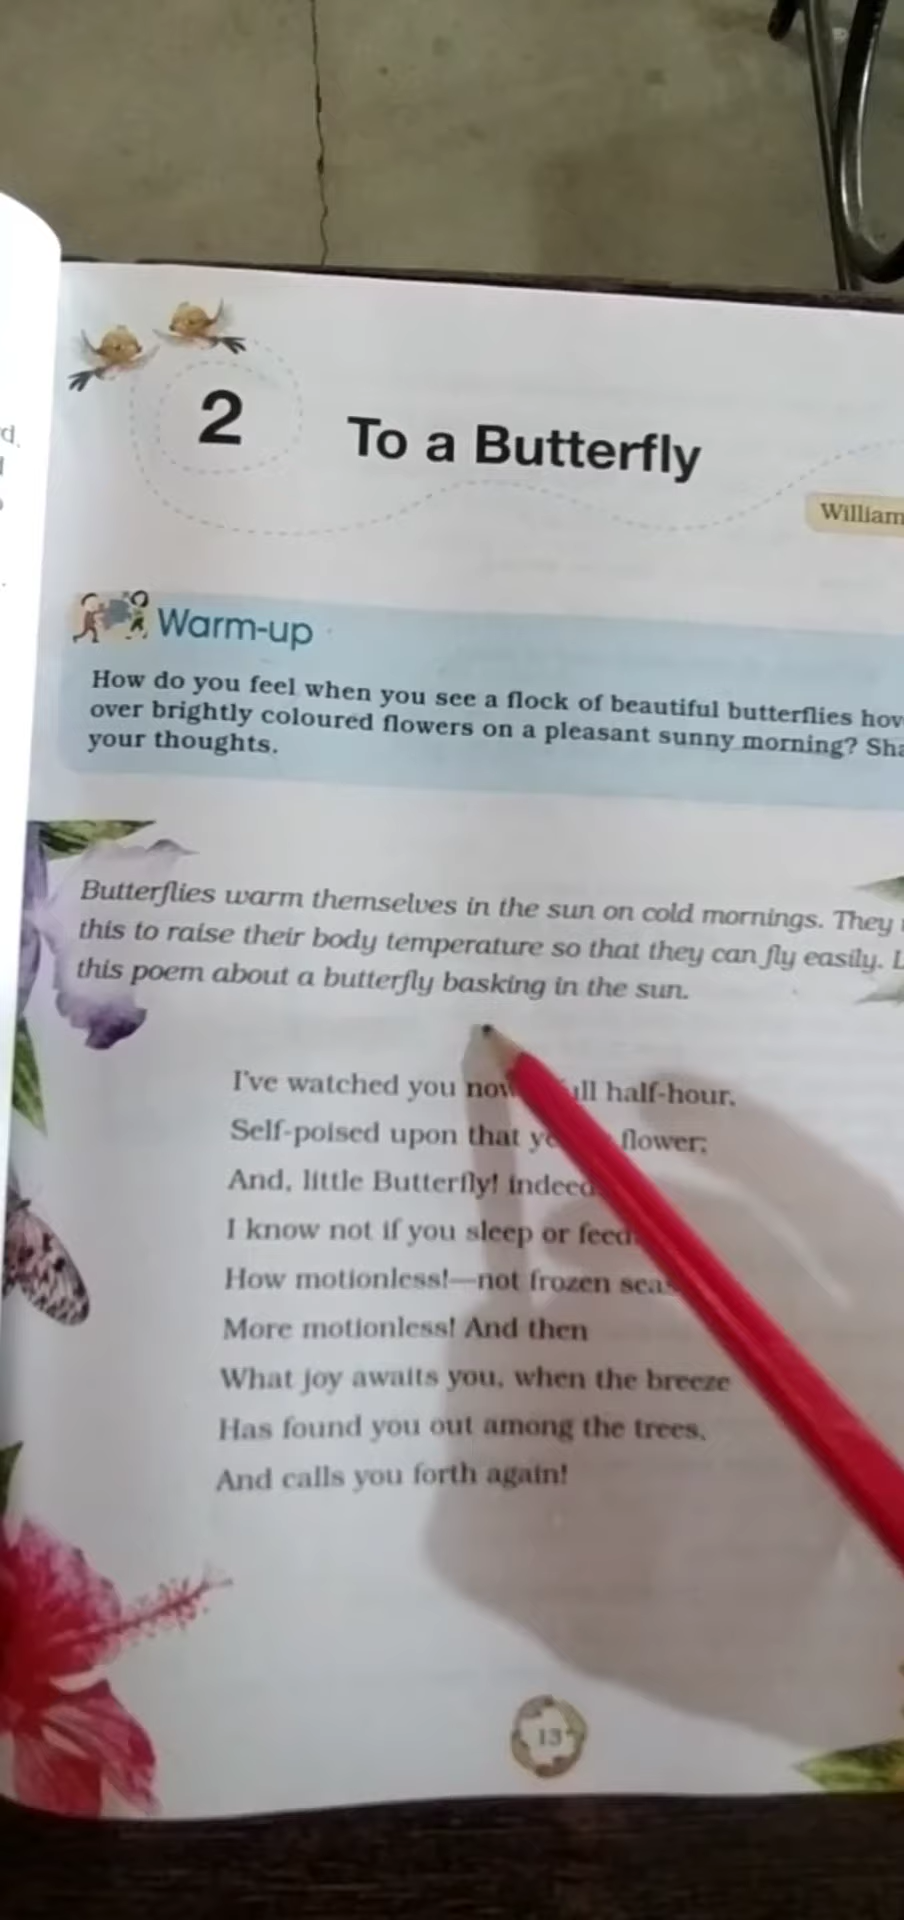 2 To a Butterfly
William
Warm-up
How do you feel when you see a flock of beautiful butterflies hov
over brightly coloured flowers on a pleasant sunny morning? Sha
your thoughts.
Butterflies warm themselves in the sun on cold mornings. They
this to raise their body temperature so that they can fly easily. L
this poem about a butterfly basking in the sun.
I've watched you now ull half-hour,
Self-poised upon that ye flower;
And, little Butterfly! indeed
I know not if you sleep or feed
How motionless!—not frozen sea
More motionless! And then
What joy awaits you, when the breeze
Has found you out among the trees,
And calls you forth again!
13